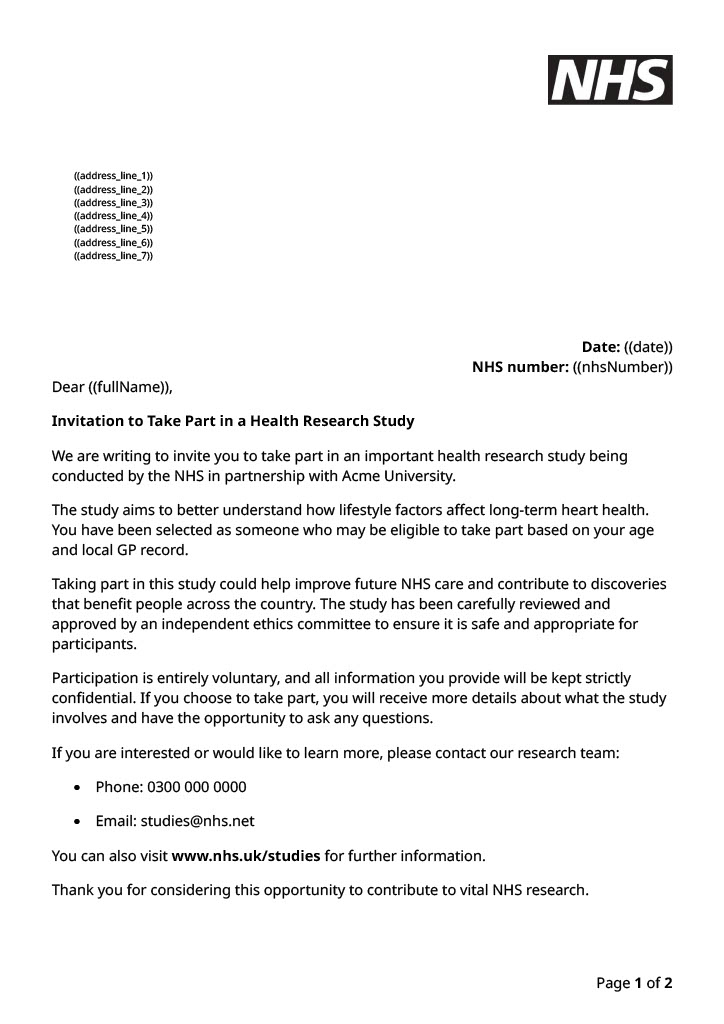 NHS
((address_line_1))
((address_line_2))
((address_line_3))
((address_line_4))
((address_line_5))
((address_line_6))
((address_line_7))
Date: ((date))
NHS number: ((nhsNumber))
Dear ((fullName)),
Invitation to Take Part in a Health Research Study
We are writing to invite you to take part in an important health research study being
conducted by the NHS in partnership with Acme University.
The study aims to better understand how lifestyle factors affect long-term heart health.
You have been selected as someone who may be eligible to take part based on your age
and local GP record.
Taking part in this study could help improve future NHS care and contribute to discoveries
that benefit people across the country. The study has been carefully reviewed and
approved by an independent ethics committee to ensure it is safe and appropriate for
participants.
Participation is entirely voluntary, and all information you provide will be kept strictly
confidential. If you choose to take part, you will receive more details about what the study
involves and have the opportunity to ask any questions.
If you are interested or would like to learn more, please contact our research team:
• Phone: 0300 000 0000
• Email: studies@nhs.net
You can also visit www.nhs.uk/studies for further information.
Thank you for considering this opportunity to contribute to vital NHS research.
Page 1 of 2